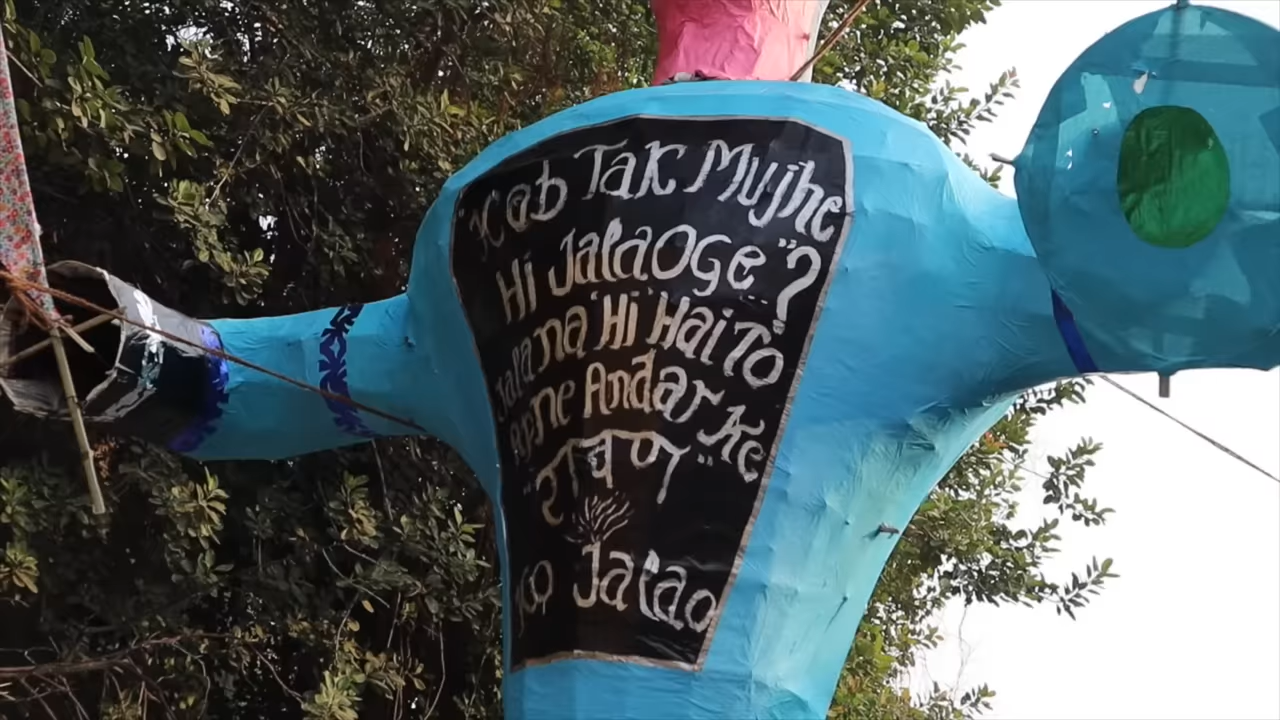 "Kab Tak Mujhe
Hi Jalaoge"?
Jalana Hi Hai To
Apne Andar Ke
"रावण"
Ko Jalao